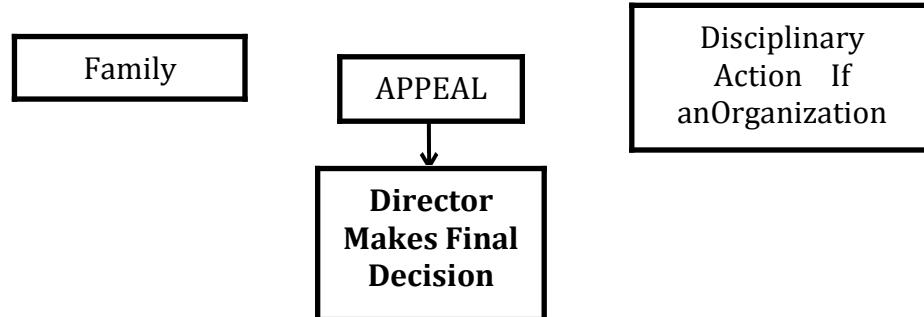 Family
APPEAL
Disciplinary
Action If
anOrganization
Director
Makes Final
Decision